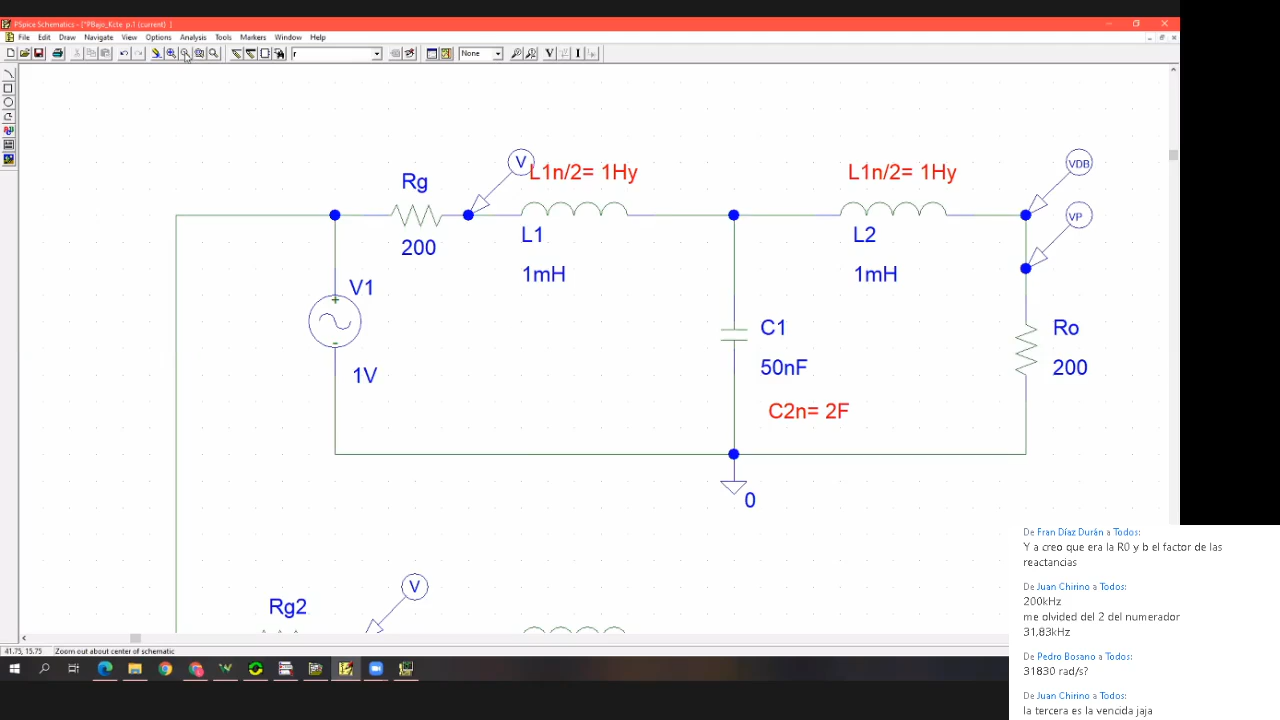 PSpice Schematics - [*PBajo_Kcte p.1 (current) ]
File Edit Draw Navigate View Options Analysis Tools Markers Window Help
r
None
V
I
V
L1n/2= 1Hy
L1n/2= 1Hy
VDB
Rg
VP
200
L1
L2
1mH
1mH
V1
1V
C1
50nF
C2n= 2F
Ro
200
0
V
Rg2
41.75, 15.75 Zoom out about center of schematic
De Fran Díaz Durán a Todos:
Y a creo que era la R0 y b el factor de las
reactancias
De Juan Chirino a Todos:
200kHz
me olvided del 2 del numerador
31,83kHz
De Pedro Bosano a Todos:
31830 rad/s?
De Juan Chirino a Todos:
la tercera es la vencida jaja